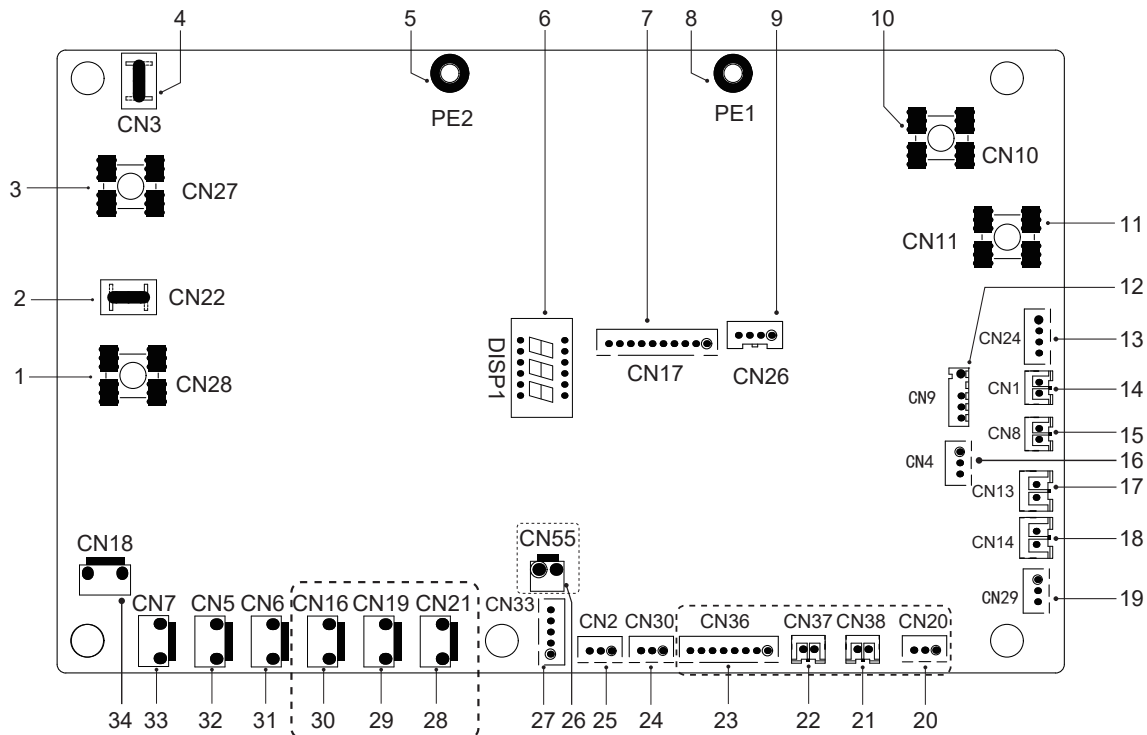 4 5 6 7 8 9 10
CN3 PE2 PE1
CN10
3 CN27
CN11 11
2 CN22
12
DISP1 CN17 CN26
CN24 13
1 CN28
CN9 CN1 14
CN8 15
CN4 16
CN13 17
CN14 18
CN18 CN55
CN29 19
CN7 CN5 CN6 CN16 CN19 CN21 CN33 CN2 CN30 CN36 CN37 CN38 CN20
34 33 32 31 30 29 28 27 26 25 24 23 22 21 20